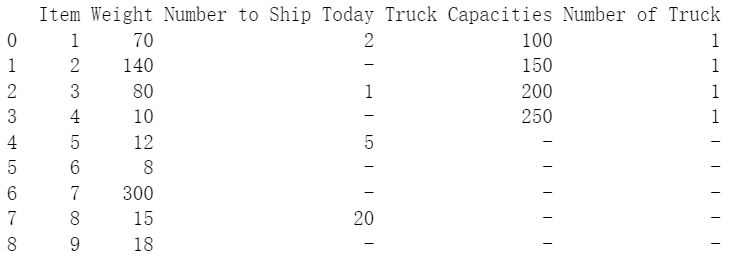 Item Weight Number to Ship Today Truck Capacities Number of Truck
0 1 70 2 100 1
1 2 140 - 150 1
2 3 80 1 200 1
3 4 10 - 250 1
4 5 12 5 - -
5 6 8 - - -
6 7 300 - - -
7 8 15 20 - -
8 9 18 - - -